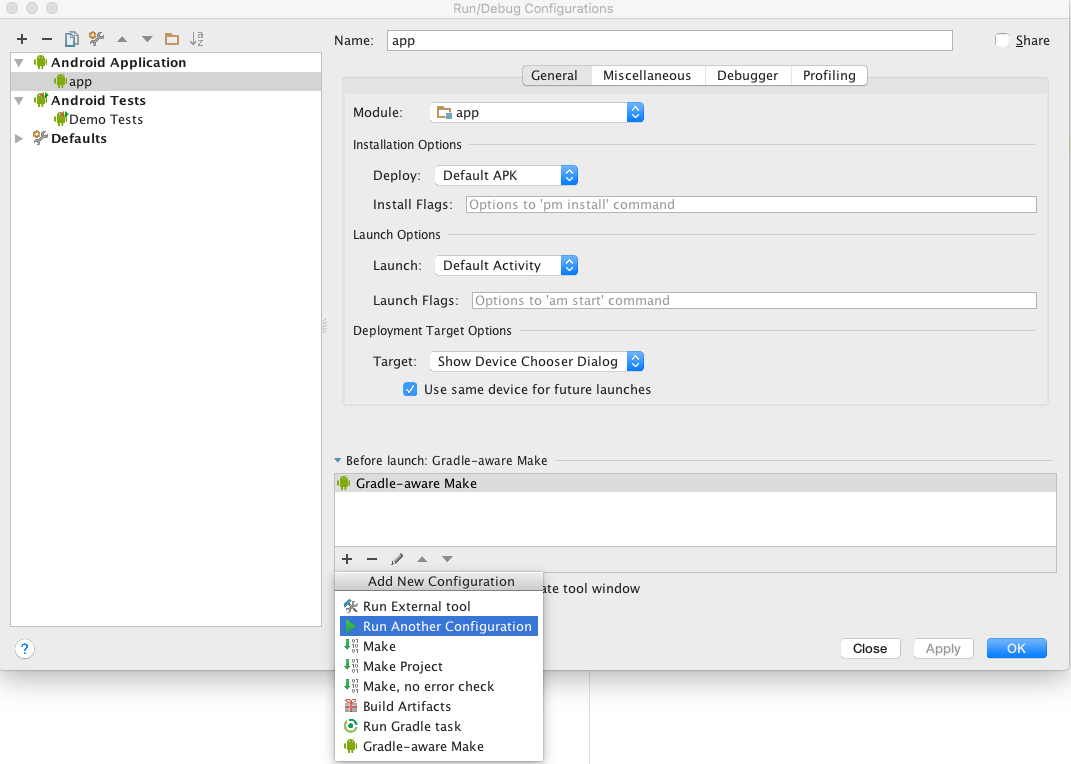 Run/Debug Configurations
Android Application
app
Android Tests
Demo Tests
Defaults
Name: app Share
General Miscellaneous Debugger Profiling
Module: app
Installation Options
Deploy: Default APK
Install Flags: Options to 'pm install' command
Launch Options
Launch: Default Activity
Launch Flags: Options to 'am start' command
Deployment Target Options
Target: Show Device Chooser Dialog
Use same device for future launches
Before launch: Gradle-aware Make
Gradle-aware Make
ate tool window
Add New Configuration
Run External tool
Run Another Configuration
Make
Make Project
Make, no error check
Build Artifacts
Run Gradle task
Gradle-aware Make
?
Close Apply OK